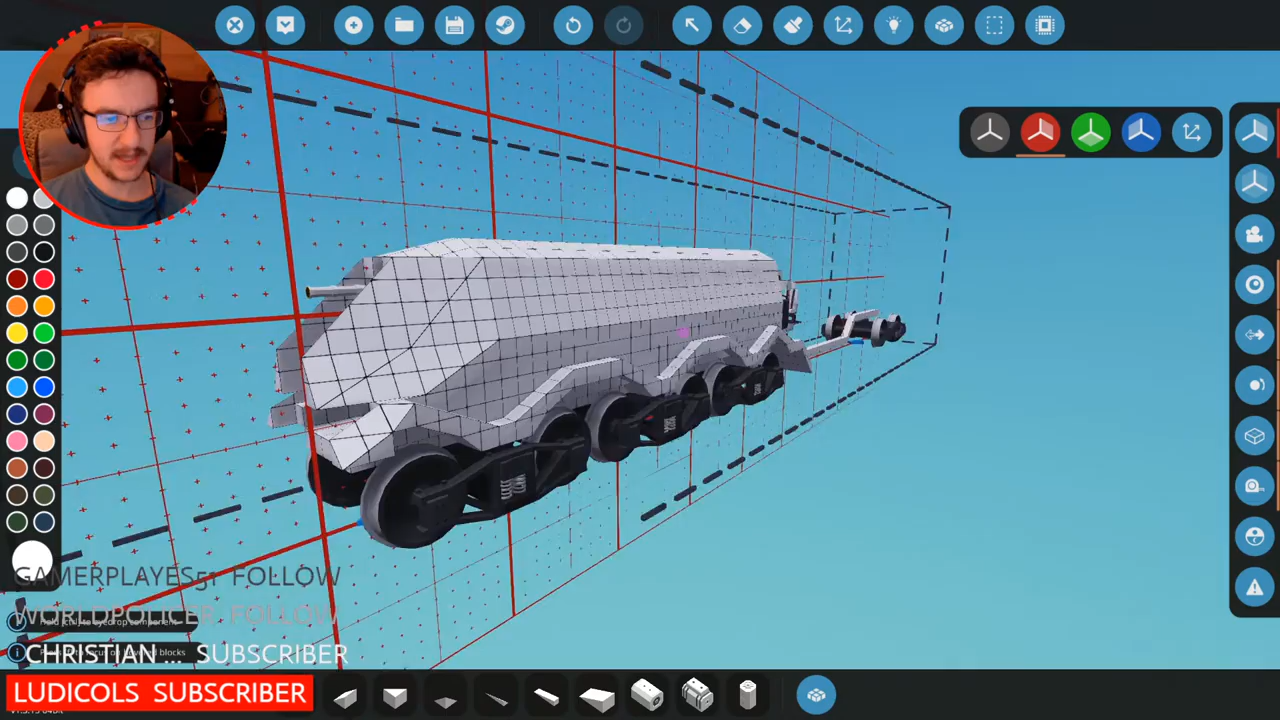 GAMERPLAYES51 FOLLOW
WORLDPOLICER FOLLOW
CHRISTIAN ... SUBSCRIBER
LUDICOLS SUBSCRIBER